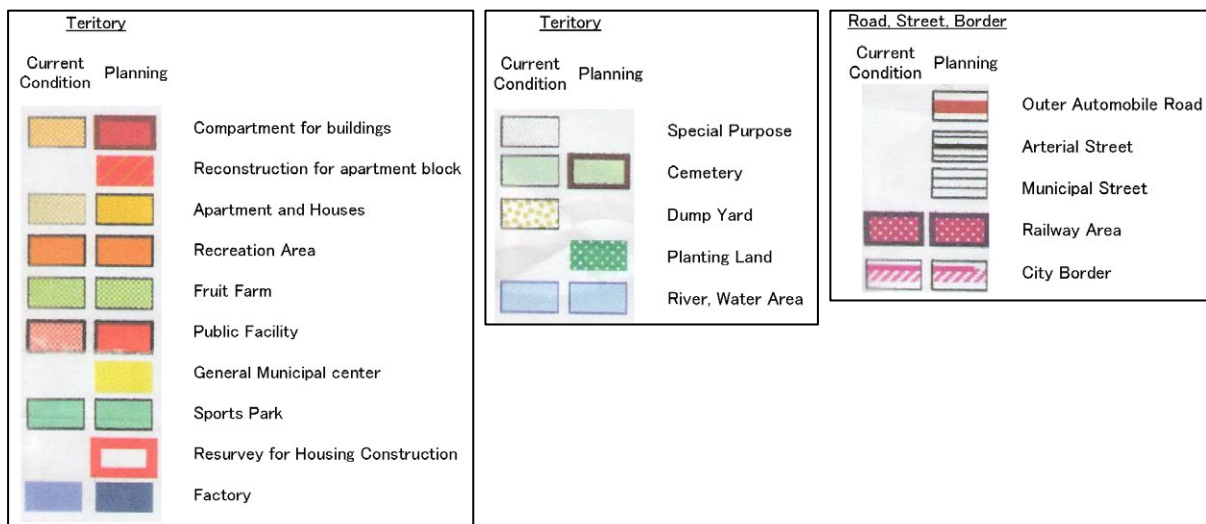 Teritory
Current
Condition
Planning
Compartment for buildings
Reconstruction for apartment block
Apartment and Houses
Recreation Area
Fruit Farm
Public Facility
General Municipal center
Sports Park
Resurvey for Housing Construction
Factory
Teritory
Current
Condition
Planning
Special Purpose
Cemetery
Dump Yard
Planting Land
River, Water Area
Road, Street, Border
Current
Condition
Planning
Outer Automobile Road
Arterial Street
Municipal Street
Railway Area
City Border